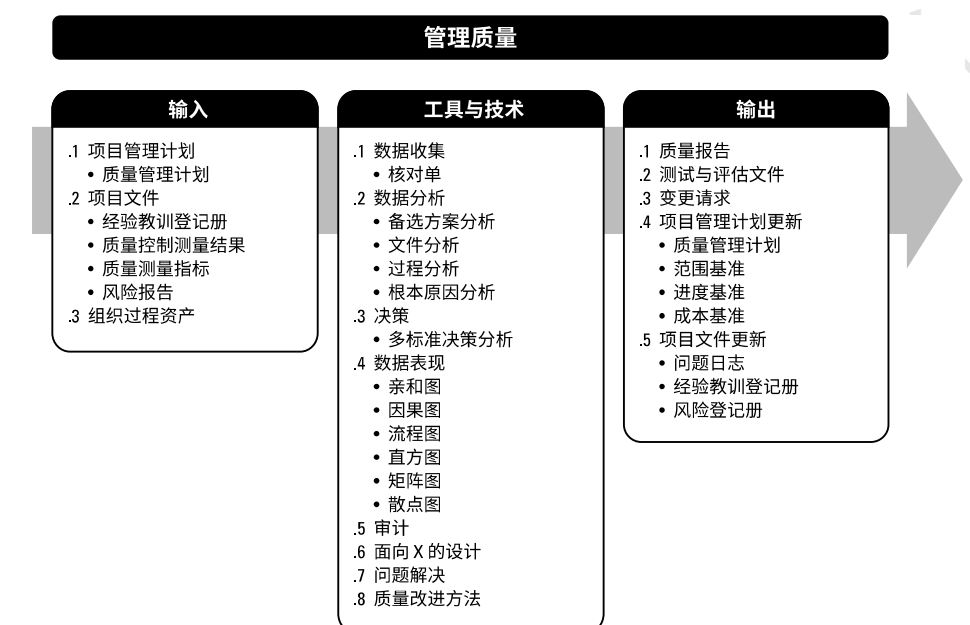 管理质量
输入
.1 项目管理计划
• 质量管理计划
.2 项目文件
• 经验教训登记册
• 质量控制测量结果
• 质量测量指标
• 风险报告
.3 组织过程资产
工具与技术
.1 数据收集
• 核对单
.2 数据分析
• 备选方案分析
• 文件分析
• 过程分析
• 根本原因分析
.3 决策
• 多标准决策分析
.4 数据表现
• 亲和图
• 因果图
• 流程图
• 直方图
• 矩阵图
• 散点图
.5 审计
.6 面向 X 的设计
.7 问题解决
.8 质量改进方法
输出
.1 质量报告
.2 测试与评估文件
.3 变更请求
.4 项目管理计划更新
• 质量管理计划
• 范围基准
• 进度基准
• 成本基准
.5 项目文件更新
• 问题日志
• 经验教训登记册
• 风险登记册